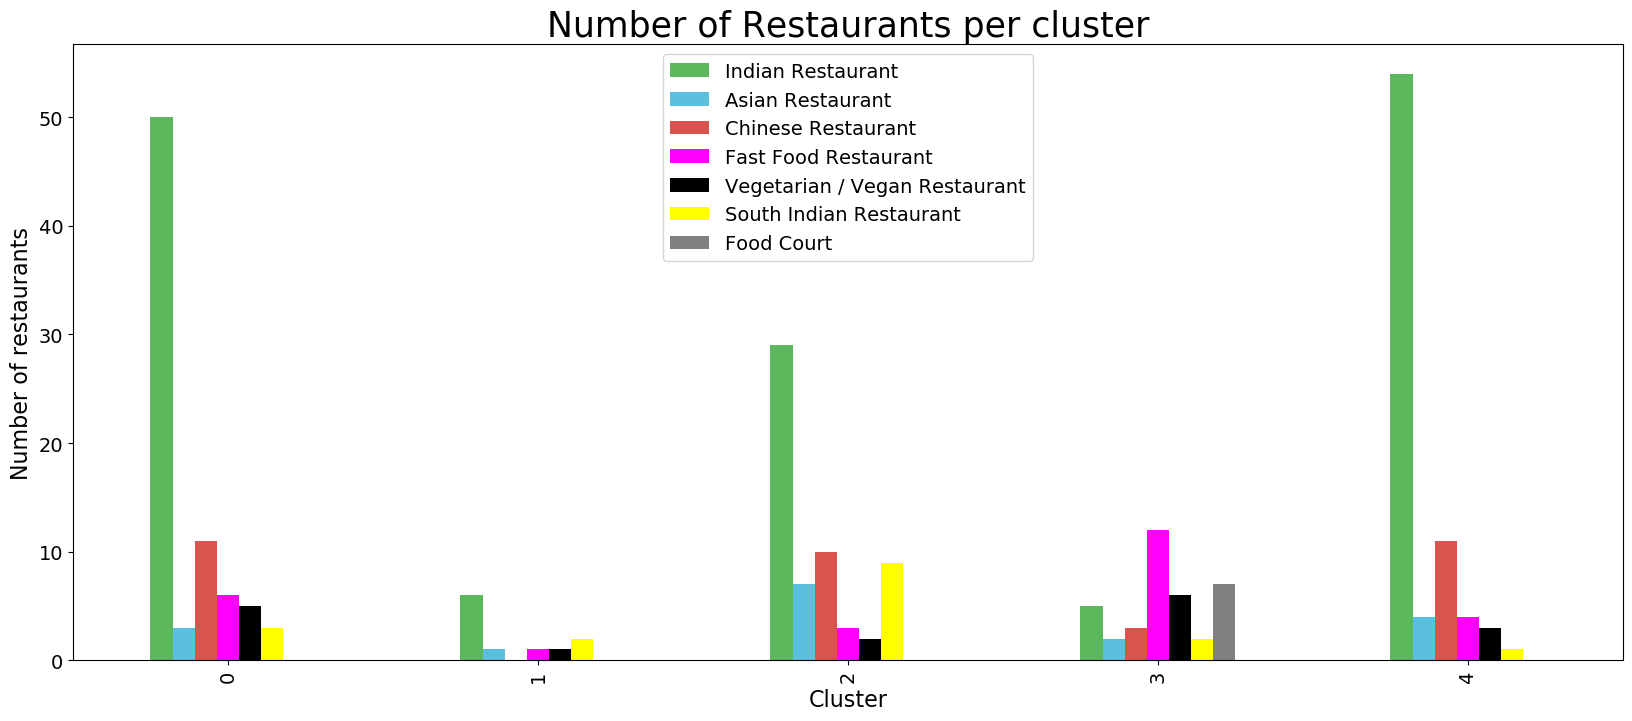 Number of Restaurants per cluster
Indian Restaurant
Asian Restaurant
Chinese Restaurant
Fast Food Restaurant
Vegetarian / Vegan Restaurant
South Indian Restaurant
Food Court
Number of restaurants
50
40
30
20
10
0
0
1
2
3
4
Cluster